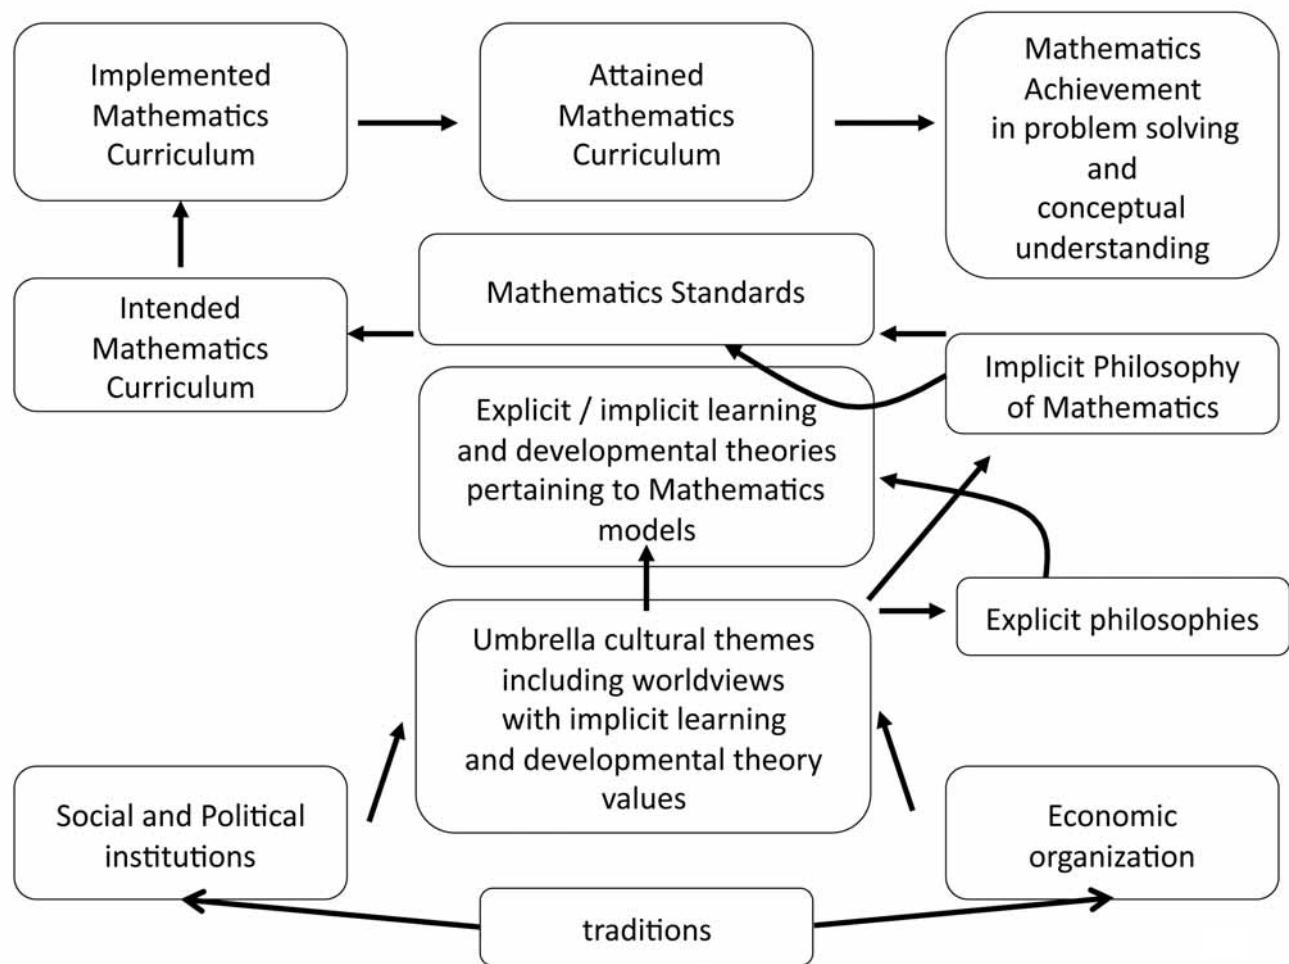 Implemented
Mathematics
Curriculum
Attained
Mathematics
Curriculum
Mathematics
Achievement
in problem solving
and
conceptual
understanding
Mathematics Standards
Intended
Mathematics
Curriculum
Implicit Philosophy
of Mathematics
Explicit / implicit learning
and developmental theories
pertaining to Mathematics
models
Explicit philosophies
Umbrella cultural themes
including worldviews
with implicit learning
and developmental theory
values
Social and Political
institutions
Economic
organization
traditions